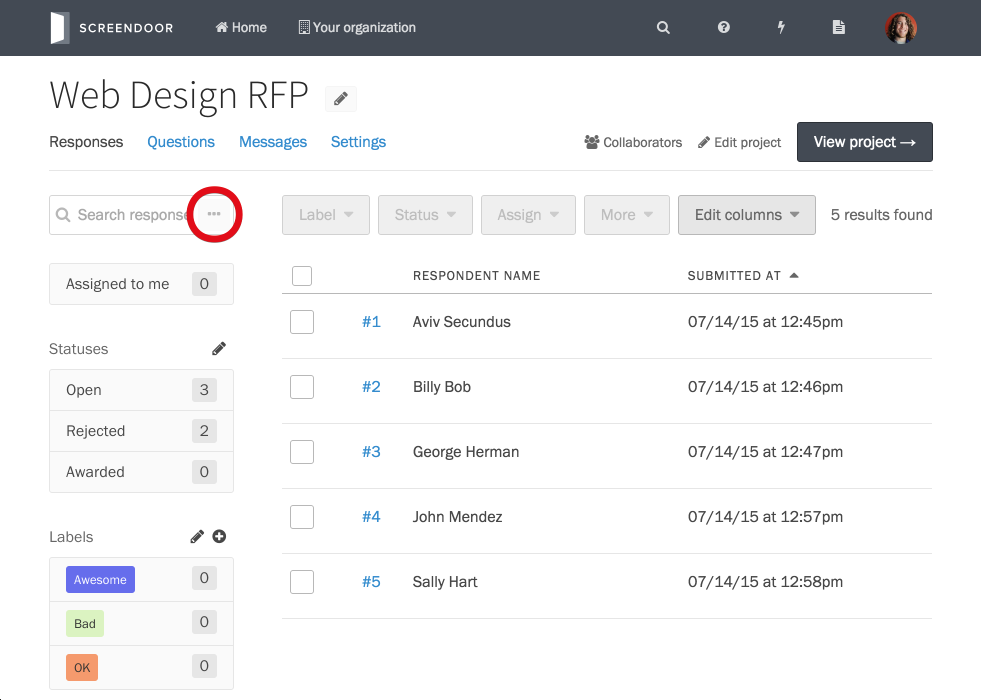 SCREENDOOR Home Your organization
Web Design RFP
Responses Questions Messages Settings Collaborators Edit project View project →
Search response ••• Label Status Assign More Edit columns 5 results found
Assigned to me 0
RESPONDENT NAME SUBMITTED AT
#1 Aviv Secundus 07/14/15 at 12:45pm
Statuses
Open 3
#2 Billy Bob 07/14/15 at 12:46pm
Rejected 2
#3 George Herman 07/14/15 at 12:47pm
Awarded 0
#4 John Mendez 07/14/15 at 12:57pm
Labels
Awesome 0
#5 Sally Hart 07/14/15 at 12:58pm
Bad 0
OK 0